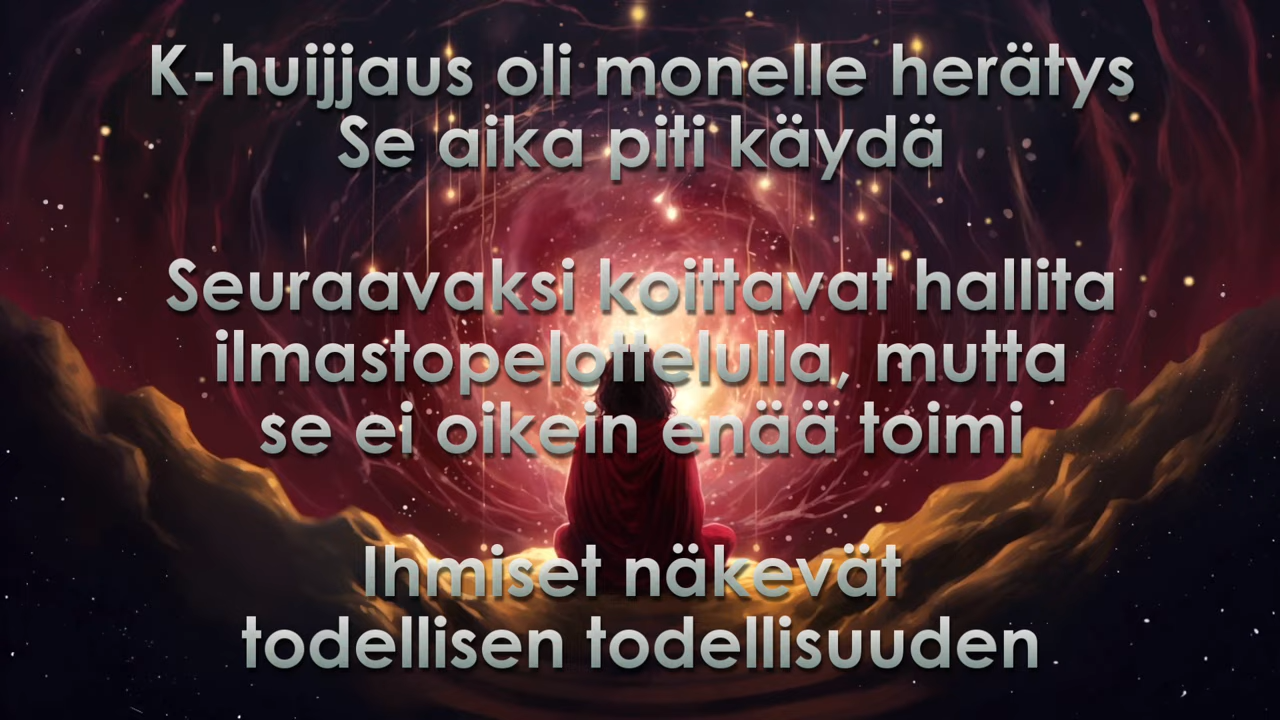 K-huijjaus oli monelle herätys
Se aika piti käydä
Seuraavaksi koittavat hallita
ilmastopelottelulla, mutta
se ei oikein enää toimi
Ihmiset näkevät
todellisen todellisuuden